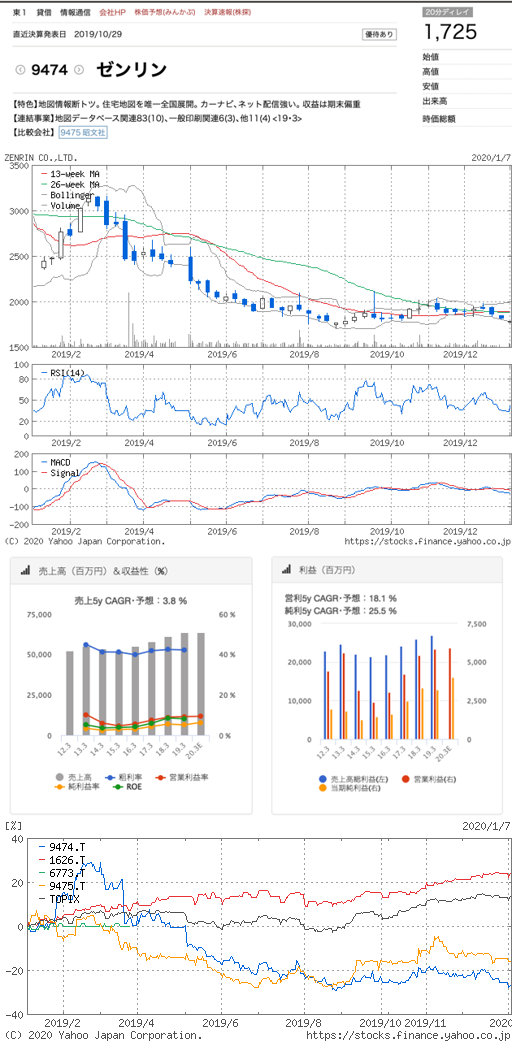 東１ 貸借 情報通信 会社HP 株価予想(みんかぶ) 決算速報(株探)
20分ディレイ
直近決算発表日 2019/10/29
優待あり
1,725
9474 ゼンリン
始値
高値
安値
出来高
時価総額
【特色】地図情報断トツ。住宅地図を唯一全国展開。カーナビ、ネット配信強い。収益は期末偏重
【連結事業】地図データベース関連83(10)、一般印刷関連6(3)、他11(4) <19・3>
【比較会社】 9475 昭文社
ZENRIN CO.,LTD.
2020/1/7
3500
13-week MA
26-week MA
Bollinger
Volume
3000
2500
2000
1500
2019/2 2019/4 2019/6 2019/8 2019/10 2019/12
100
RSI(14)
80
50
20
0
2019/2 2019/4 2019/6 2019/8 2019/10 2019/12
200
MACD
Signal
100
0
−100
−200
2019/2 2019/4 2019/6 2019/8 2019/10 2019/12
(C) 2020 Yahoo Japan Corporation.
https://stocks.finance.yahoo.co.jp
売上高（百万円）＆収益性（%）
売上5y CAGR・予想：3.8 %
75,000 60 %
50,000 40 %
25,000 20 %
0 0 %
12.3 13.3 14.3 15.3 16.3 17.3 18.3 19.3 20.3E
売上高 粗利率 営業利益率
純利益率 ROE
利益（百万円）
営利5y CAGR・予想：18.1 %
純利5y CAGR・予想：25.5 %
30,000 7,500
20,000 5,000
10,000 2,500
0 0
12.3 13.3 14.3 15.3 16.3 17.3 18.3 19.3 20.3E
売上高総利益(左) 営業利益(右)
当期純利益(右)
[%]
2020/1/7
40
9474.T
1626.T
6773.T
9475.T
TOPIX
20
0
−20
−40
2019/2 2019/4 2019/6 2019/8 2019/10 2019/11 2020
(C) 2020 Yahoo Japan Corporation.
https://stocks.finance.yahoo.co.jp